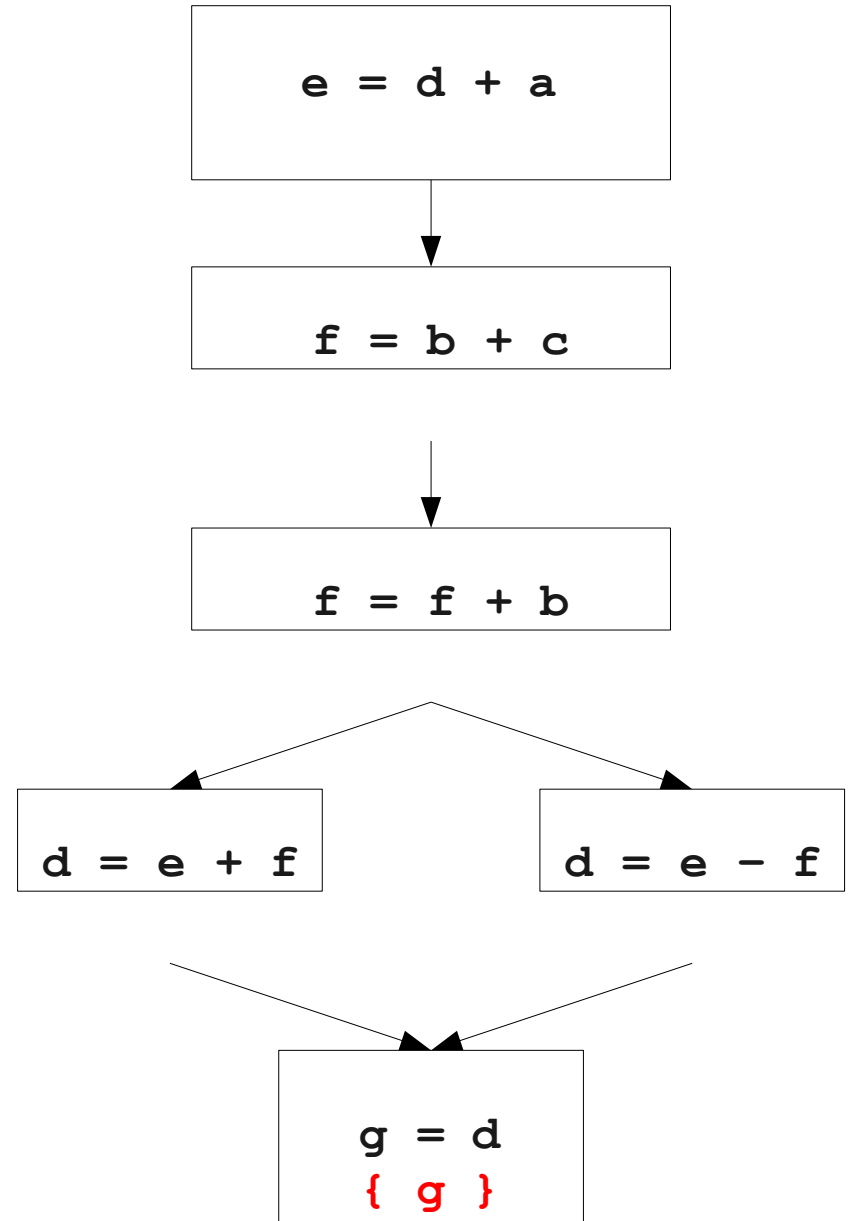 e = d + a
f = b + c
f = f + b
d = e + f
d = e - f
g = d
{ g }